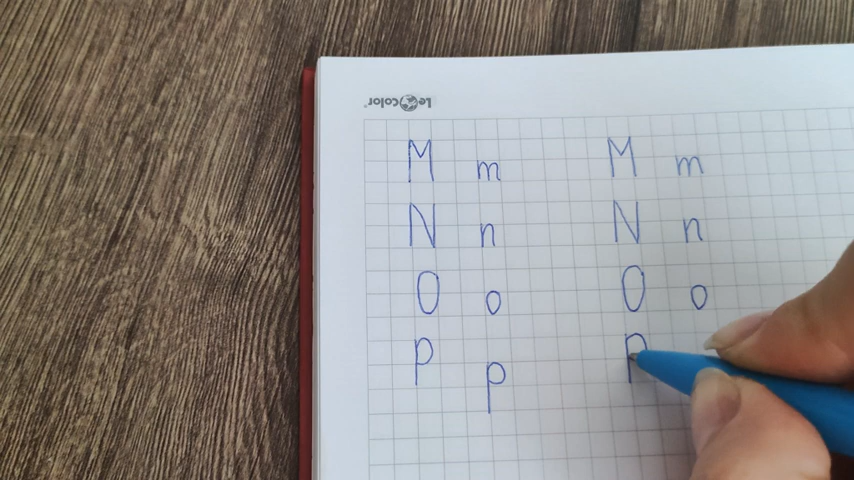 Le color
M m M m
N n N n
O o O o
P p P